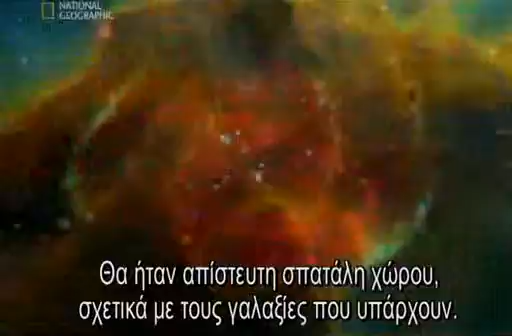 NATIONAL
GEOGRAPHIC
Θα ήταν απίστευτη σπατάλη χώρου,
σχετικά με τους γαλαξίες που υπάρχουν.